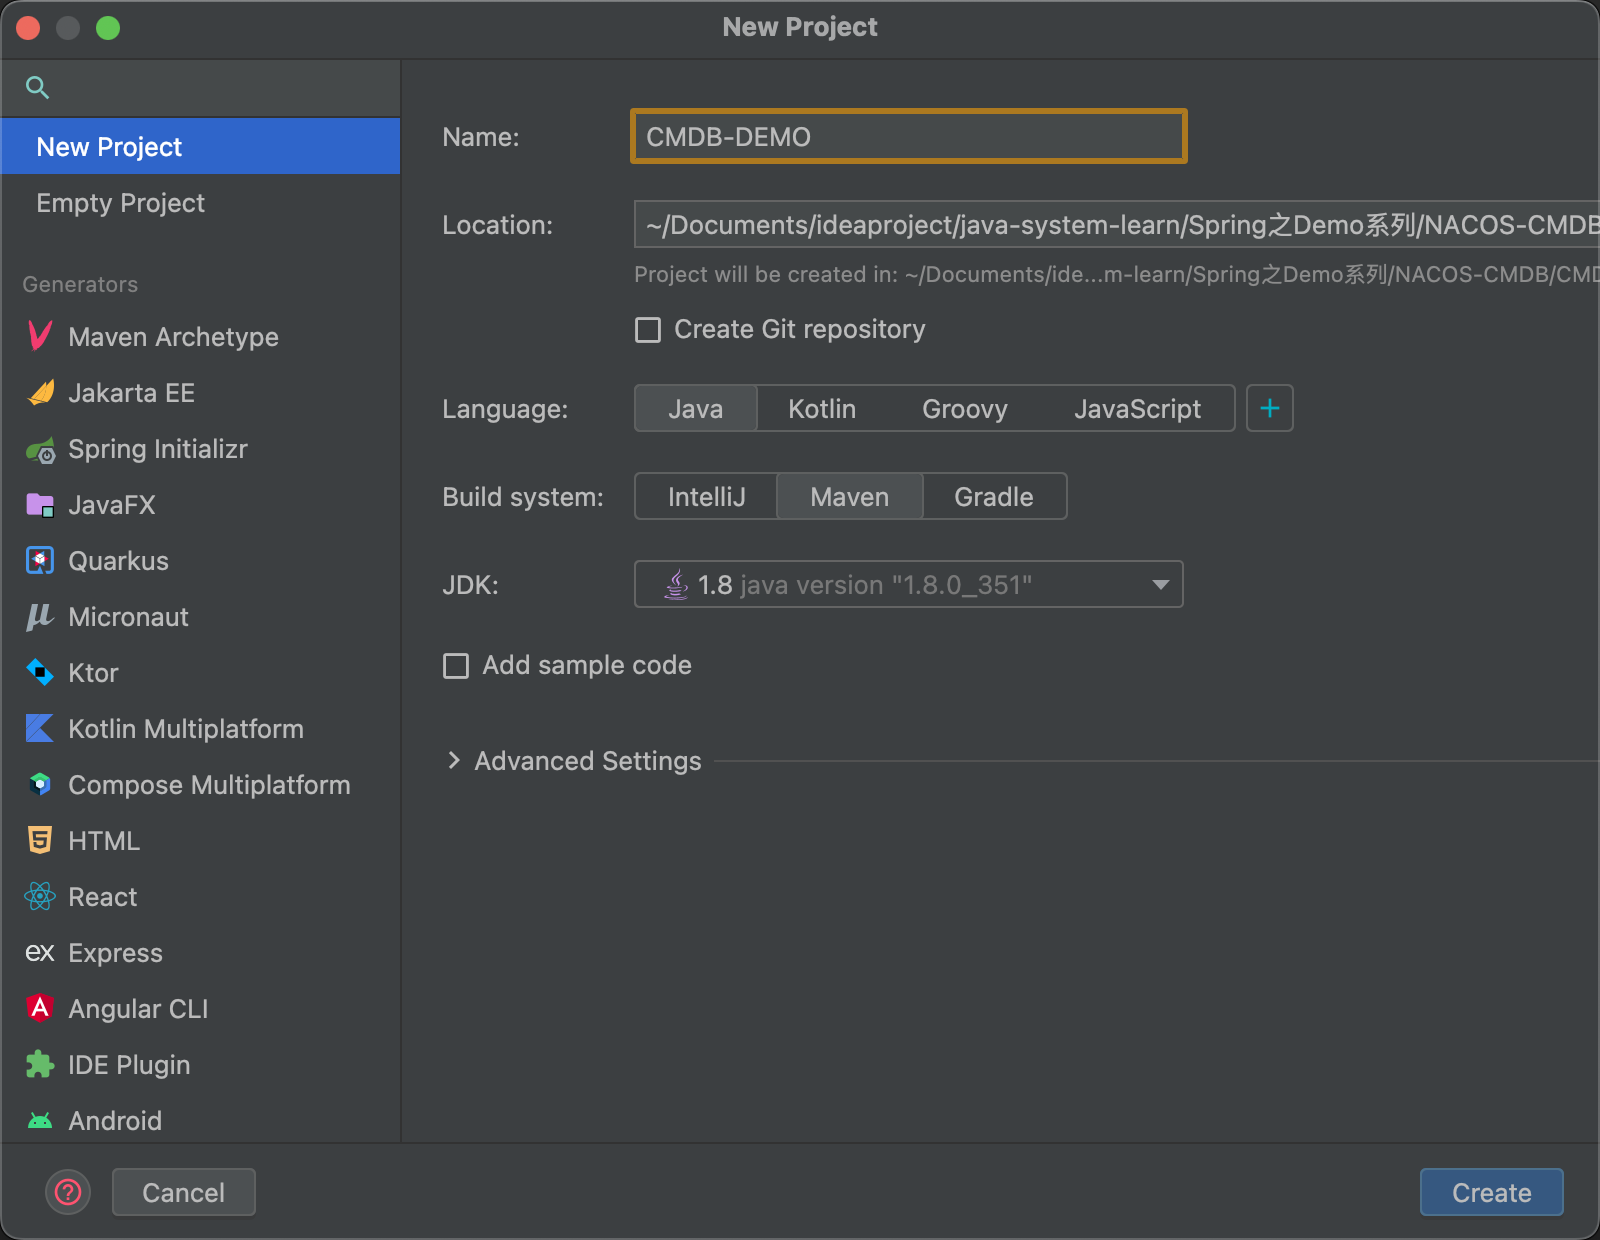 New Project
New Project
Empty Project
Generators
Maven Archetype
Jakarta EE
Spring Initializr
JavaFX
Quarkus
Micronaut
Ktor
Kotlin Multiplatform
Compose Multiplatform
HTML
React
ex Express
Angular CLI
IDE Plugin
Android
Name: CMDB-DEMO
Location: ~/Documents/ideaproject/java-system-learn/Spring之Demo系列/NACOS-CMDB
Project will be created in: ~/Documents/ide...m-learn/Spring之Demo系列/NACOS-CMDB/CMD
Create Git repository
Language: Java Kotlin Groovy JavaScript +
Build system: IntelliJ Maven Gradle
JDK: 1.8 java version "1.8.0_351"
Add sample code
Advanced Settings
? Cancel Create